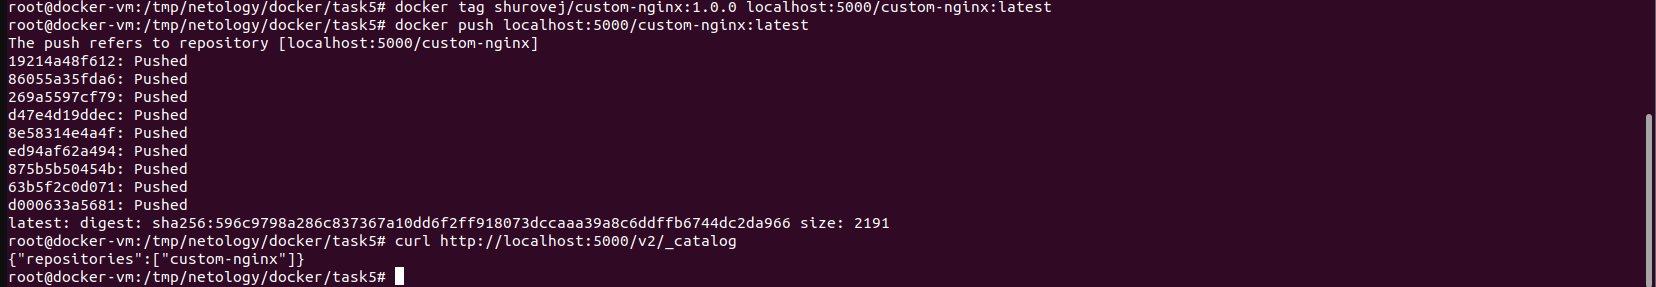 root@docker-vm:/tmp/netology/docker/task5# docker tag shurovej/custom-nginx:1.0.0 localhost:5000/custom-nginx:latest
root@docker-vm:/tmp/netology/docker/task5# docker push localhost:5000/custom-nginx:latest
The push refers to repository [localhost:5000/custom-nginx]
19214a48f612: Pushed
86055a35fda6: Pushed
269a5597cf79: Pushed
d47e4d19ddec: Pushed
8e58314e4a4f: Pushed
ed94af62a494: Pushed
875b5b50454b: Pushed
63b5f2c0d071: Pushed
d000633a5681: Pushed
latest: digest: sha256:596c9798a286c837367a10dd6f2ff918073dccaaa39a8c6ddffb6744dc2da966 size: 2191
root@docker-vm:/tmp/netology/docker/task5# curl http://localhost:5000/v2/_catalog
{"repositories":["custom-nginx"]}
root@docker-vm:/tmp/netology/docker/task5#